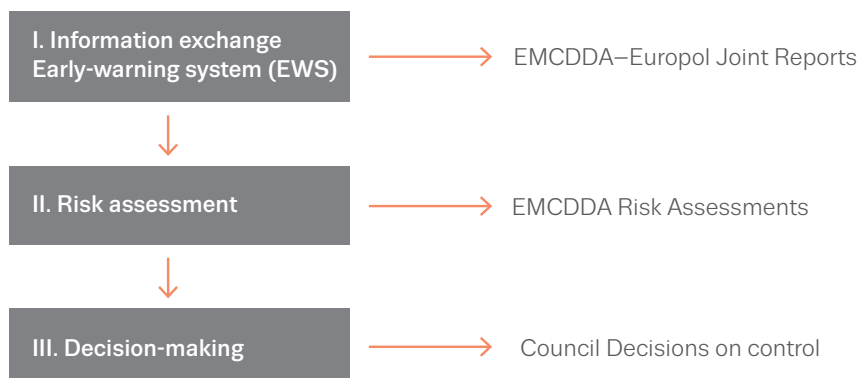 I. Information exchange
Early-warning system (EWS)
EMCDDA–Europol Joint Reports
II. Risk assessment
EMCDDA Risk Assessments
III. Decision-making
Council Decisions on control